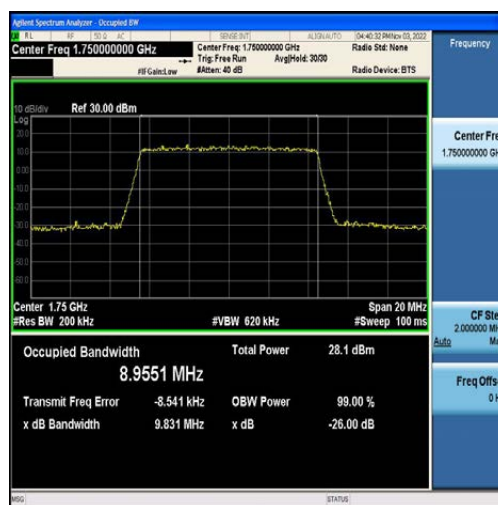 Agilent Spectrum Analyzer - Occupied BW
RL RF 50 Ω AC SENSE:INT ALIGN AUTO 04:40:32 PM Nov 03, 2022
Center Freq 1.750000000 GHz
Center Freq: 1.750000000 GHz
Radio Std: None
Trig: Free Run Avg|Hold: 30/30
#IFGain:Low #Atten: 40 dB Radio Device: BTS
Frequency
10 dB/div Ref 30.00 dBm
Log
20.0
10.0
0.00
-10.0
-20.0
-30.0
-40.0
-50.0
-60.0
Center Fre
1.750000000 GH
Center 1.75 GHz Span 20 MHz
#Res BW 200 kHz #VBW 620 kHz #Sweep 100 ms
CF Ste
2.000000 MH
Auto Ma
Occupied Bandwidth Total Power 28.1 dBm
8.9551 MHz
Transmit Freq Error -8.541 kHz OBW Power 99.00 %
x dB Bandwidth 9.831 MHz x dB -26.00 dB
Freq Offs
0 H
MSG STATUS